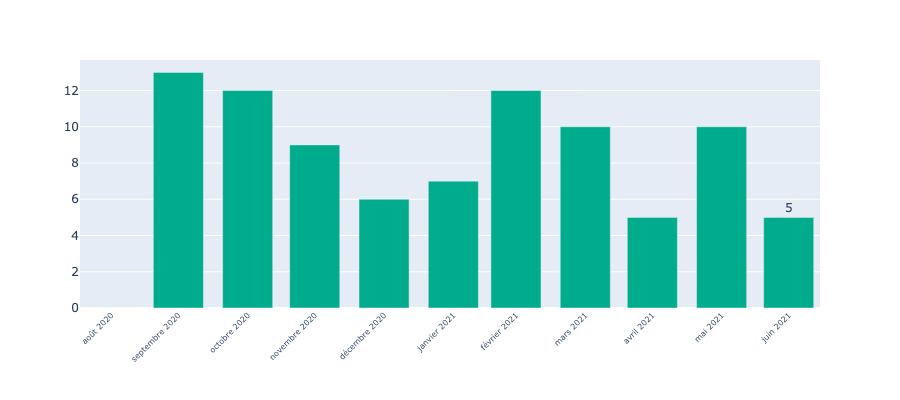 12
10
8
6
4
2
0
5
août 2020
septembre 2020
octobre 2020
novembre 2020
décembre 2020
janvier 2021
février 2021
mars 2021
avril 2021
mai 2021
juin 2021